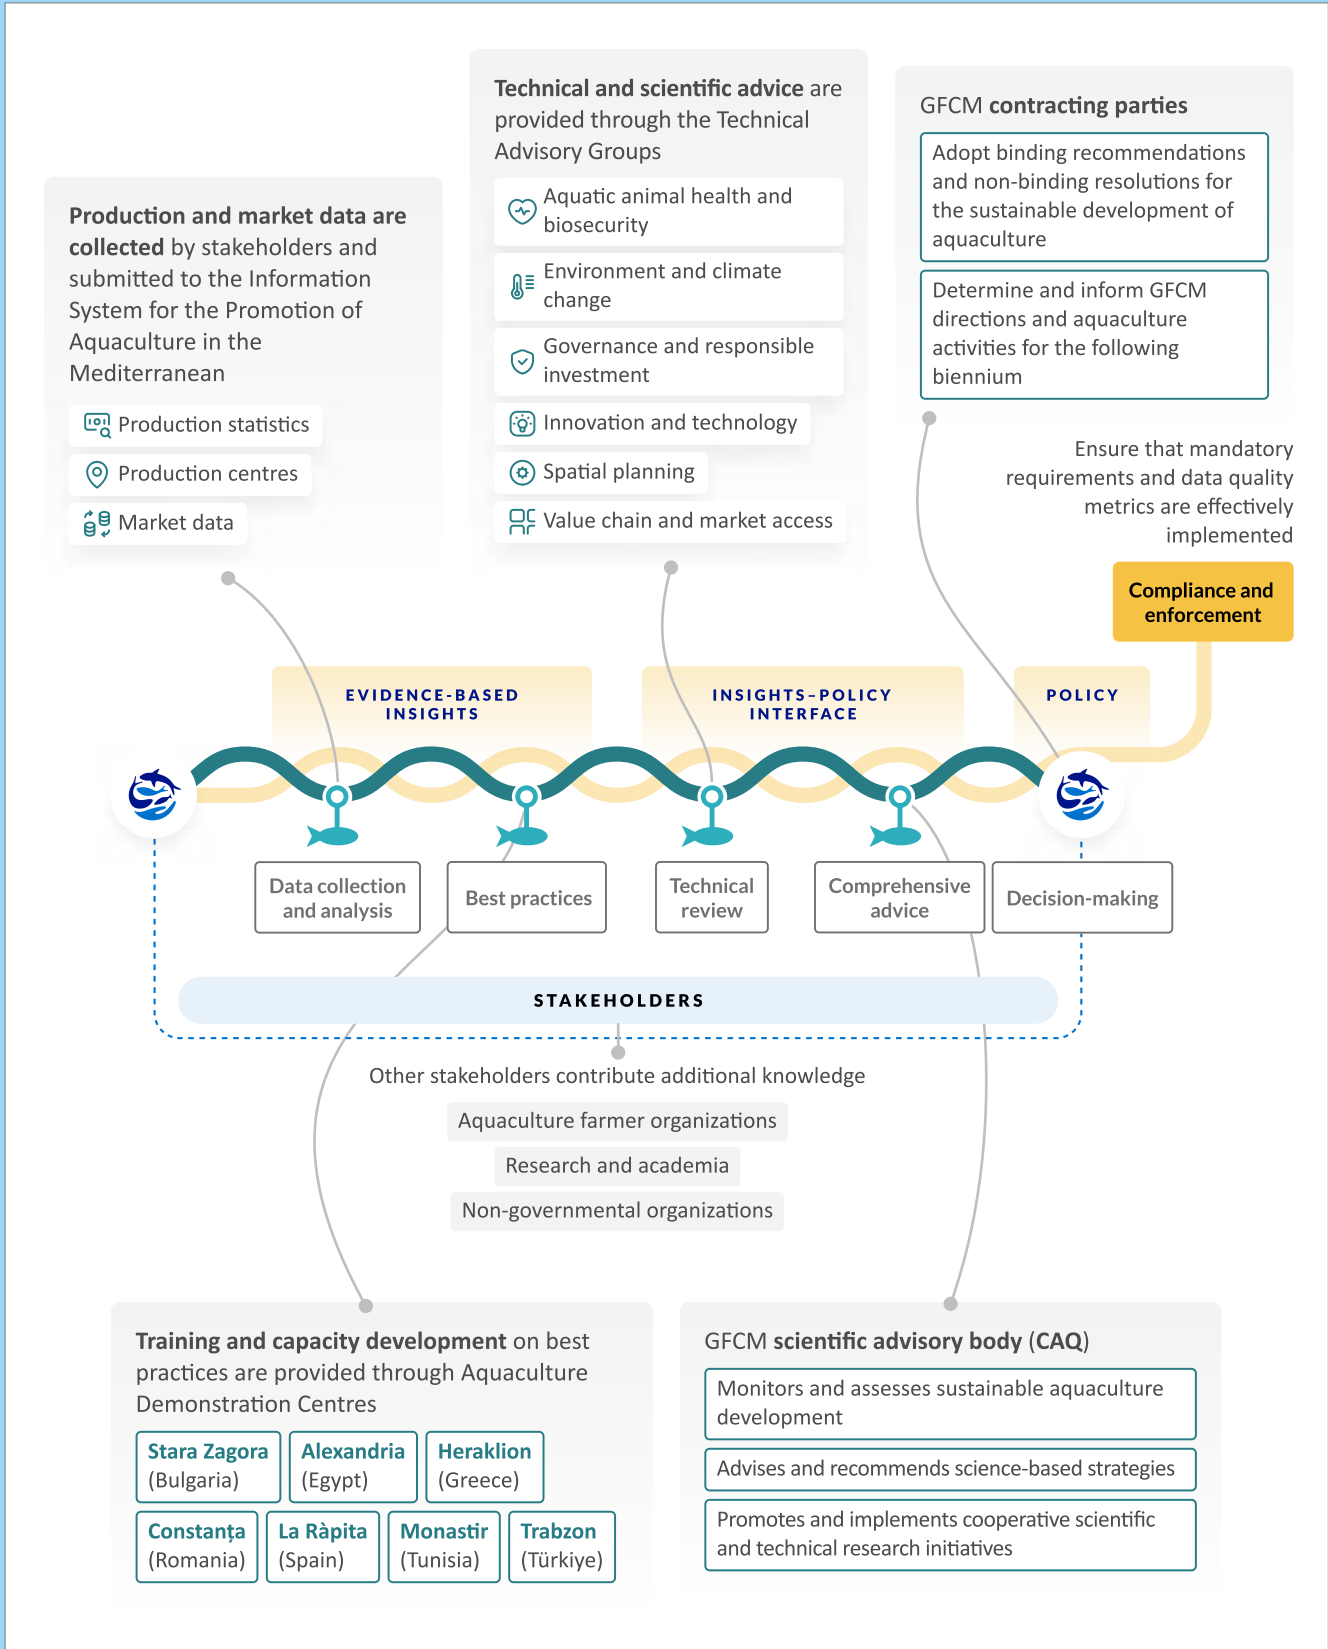 Production and market data are
collected by stakeholders and
submitted to the Information
System for the Promotion of
Aquaculture in the
Mediterranean
Production statistics
Production centres
Market data
Technical and scientific advice are
provided through the Technical
Advisory Groups
Aquatic animal health and
biosecurity
Environment and climate
change
Governance and responsible
investment
Innovation and technology
Spatial planning
Value chain and market access
GFCM contracting parties
Adopt binding recommendations
and non-binding resolutions for
the sustainable development of
aquaculture
Determine and inform GFCM
directions and aquaculture
activities for the following
biennium
Ensure that mandatory
requirements and data quality
metrics are effectively
implemented
Compliance and
enforcement
EVIDENCE-BASED
INSIGHTS
INSIGHTS–POLICY
INTERFACE
POLICY
Data collection
and analysis
Best practices
Technical
review
Comprehensive
advice
Decision-making
STAKEHOLDERS
Other stakeholders contribute additional knowledge
Aquaculture farmer organizations
Research and academia
Non-governmental organizations
Training and capacity development on best
practices are provided through Aquaculture
Demonstration Centres
Stara Zagora
(Bulgaria)
Alexandria
(Egypt)
Heraklion
(Greece)
Constanța
(Romania)
La Ràpita
(Spain)
Monastir
(Tunisia)
Trabzon
(Türkiye)
GFCM scientific advisory body (CAQ)
Monitors and assesses sustainable aquaculture
development
Advises and recommends science-based strategies
Promotes and implements cooperative scientific
and technical research initiatives